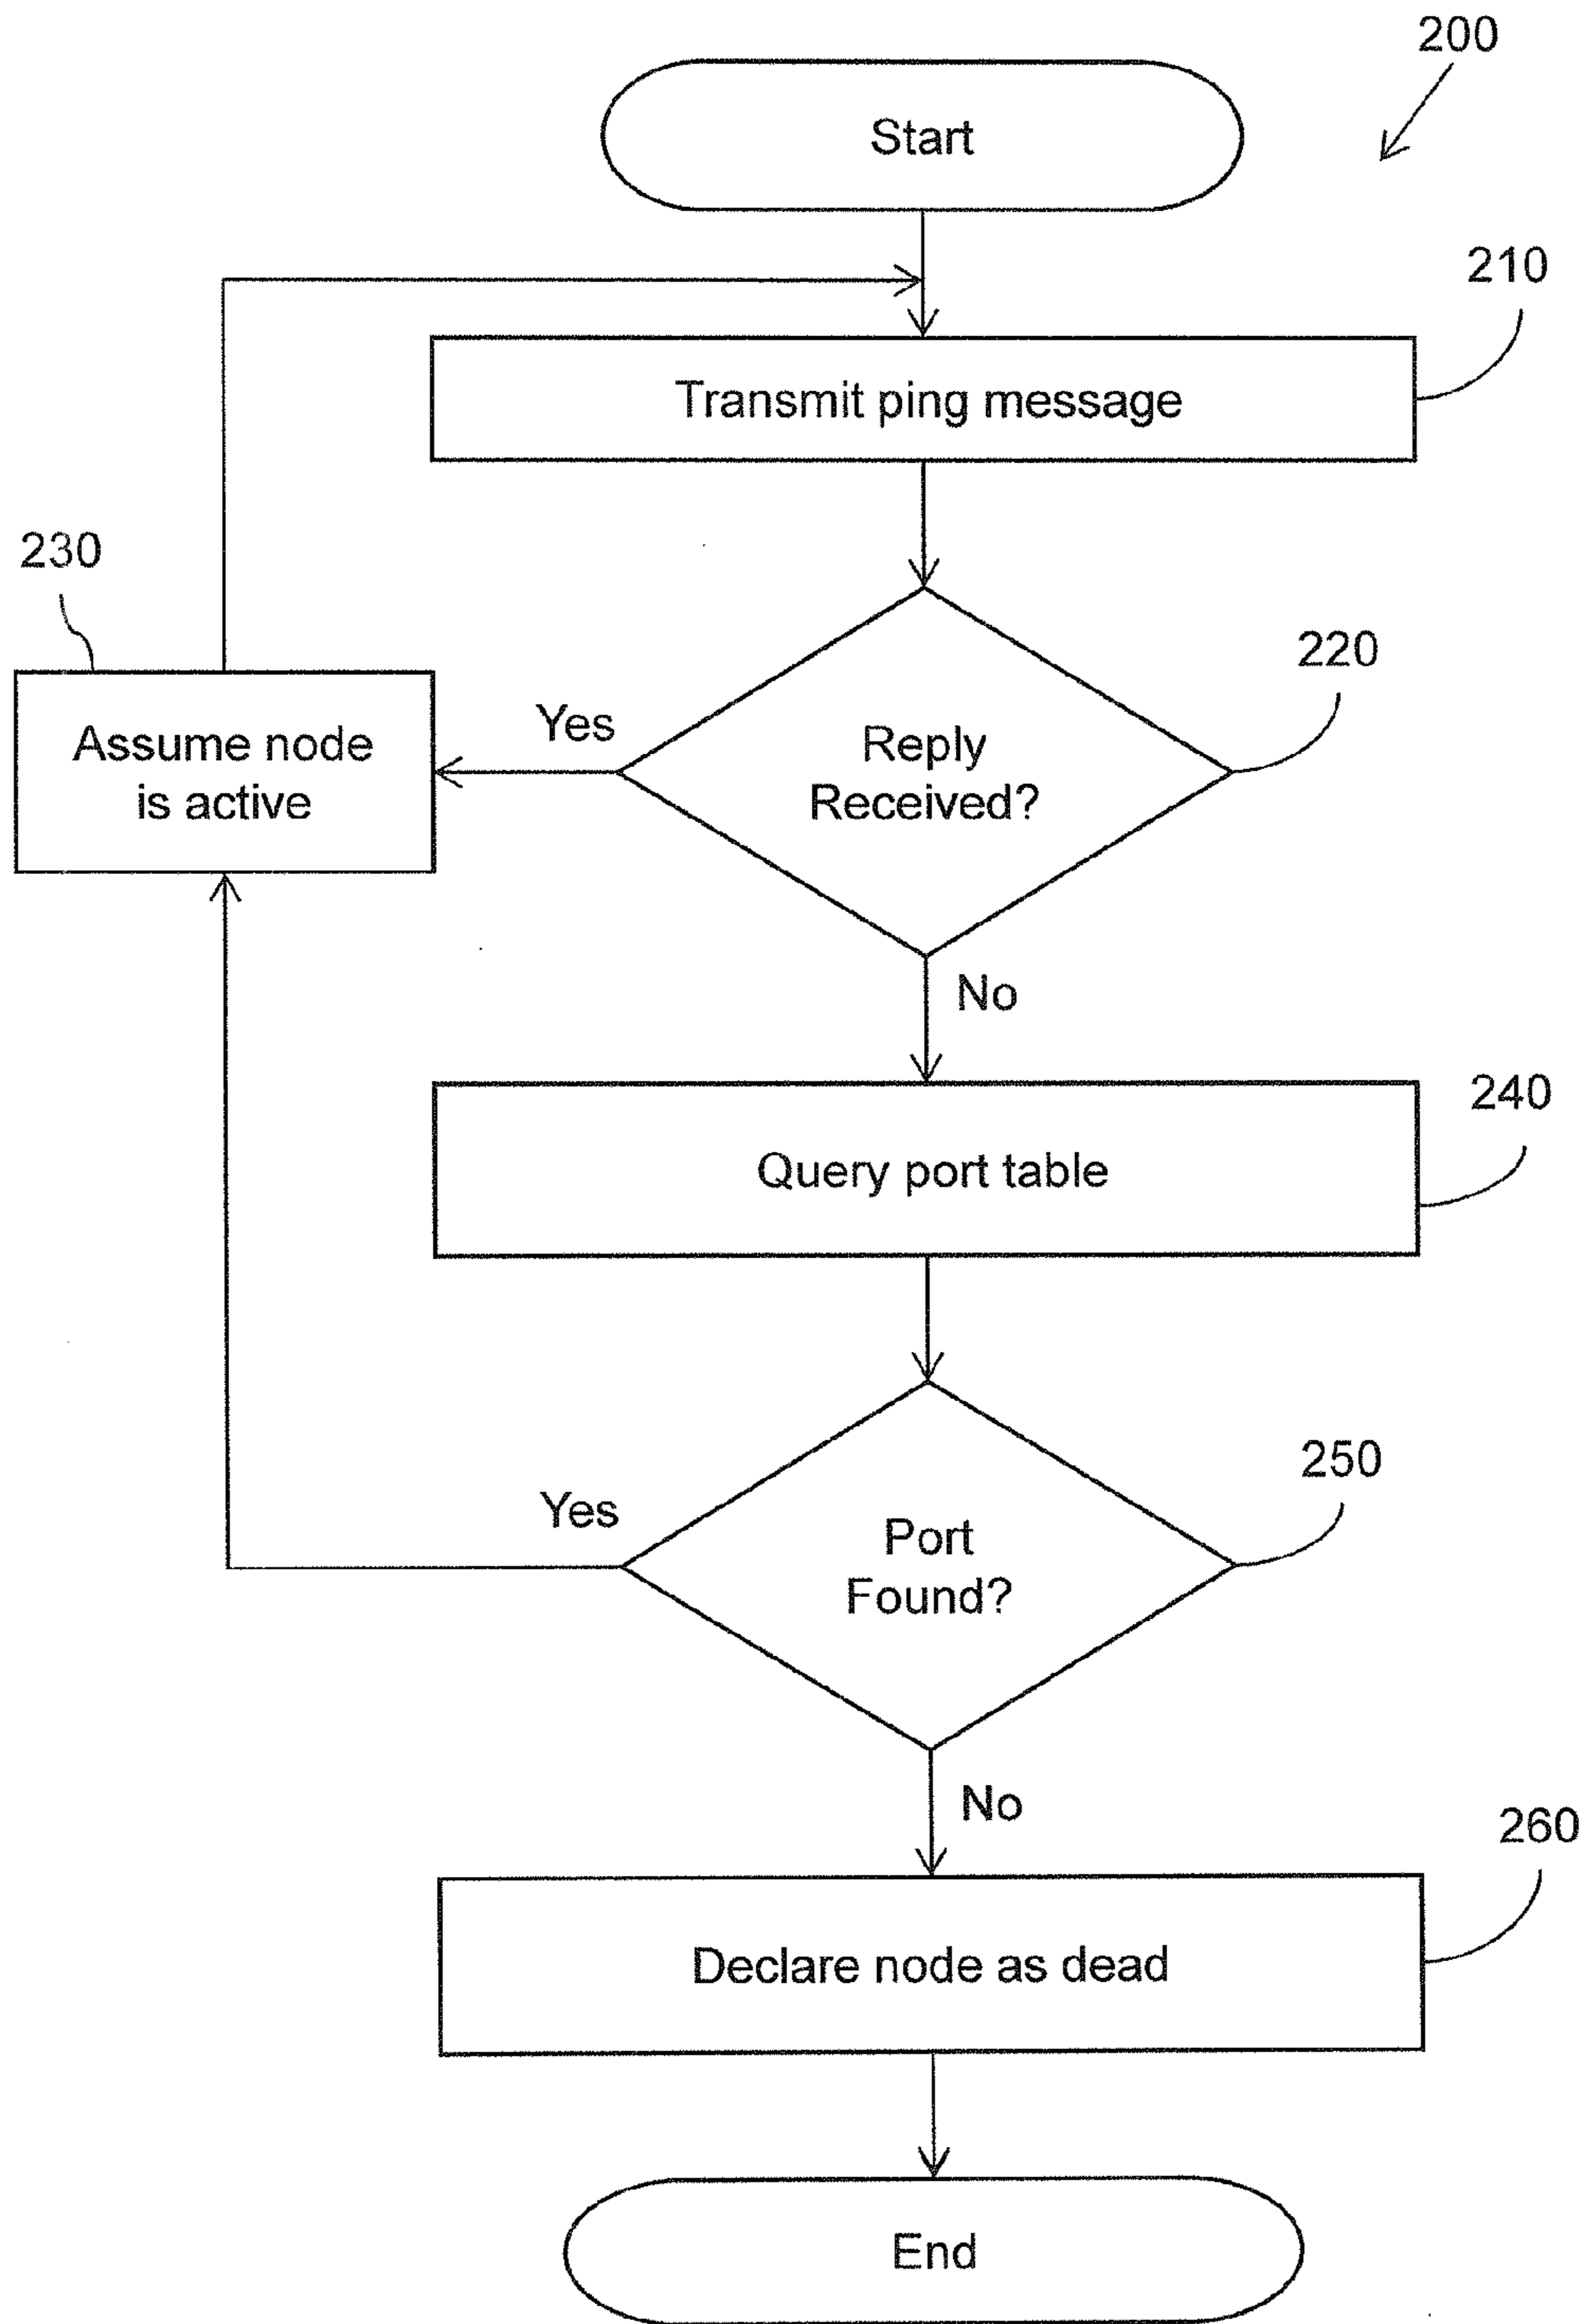 200
Start
210
Transmit ping message
230
220
Assume node
is active
Yes
Reply
Received?
No
240
Query port table
250
Yes
Port
Found?
No
260
Declare node as dead
End